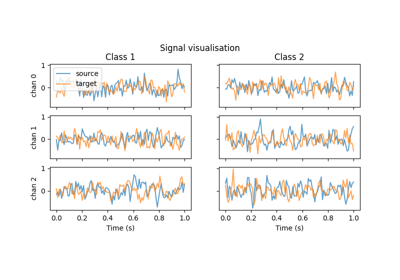 Signal visualisation
Class 1
Class 2
chan 0
1
0
source
target
chan 1
1
0
chan 2
1
0
0.0 0.2 0.4 0.6 0.8 1.0
0.0 0.2 0.4 0.6 0.8 1.0
Time (s)
Time (s)